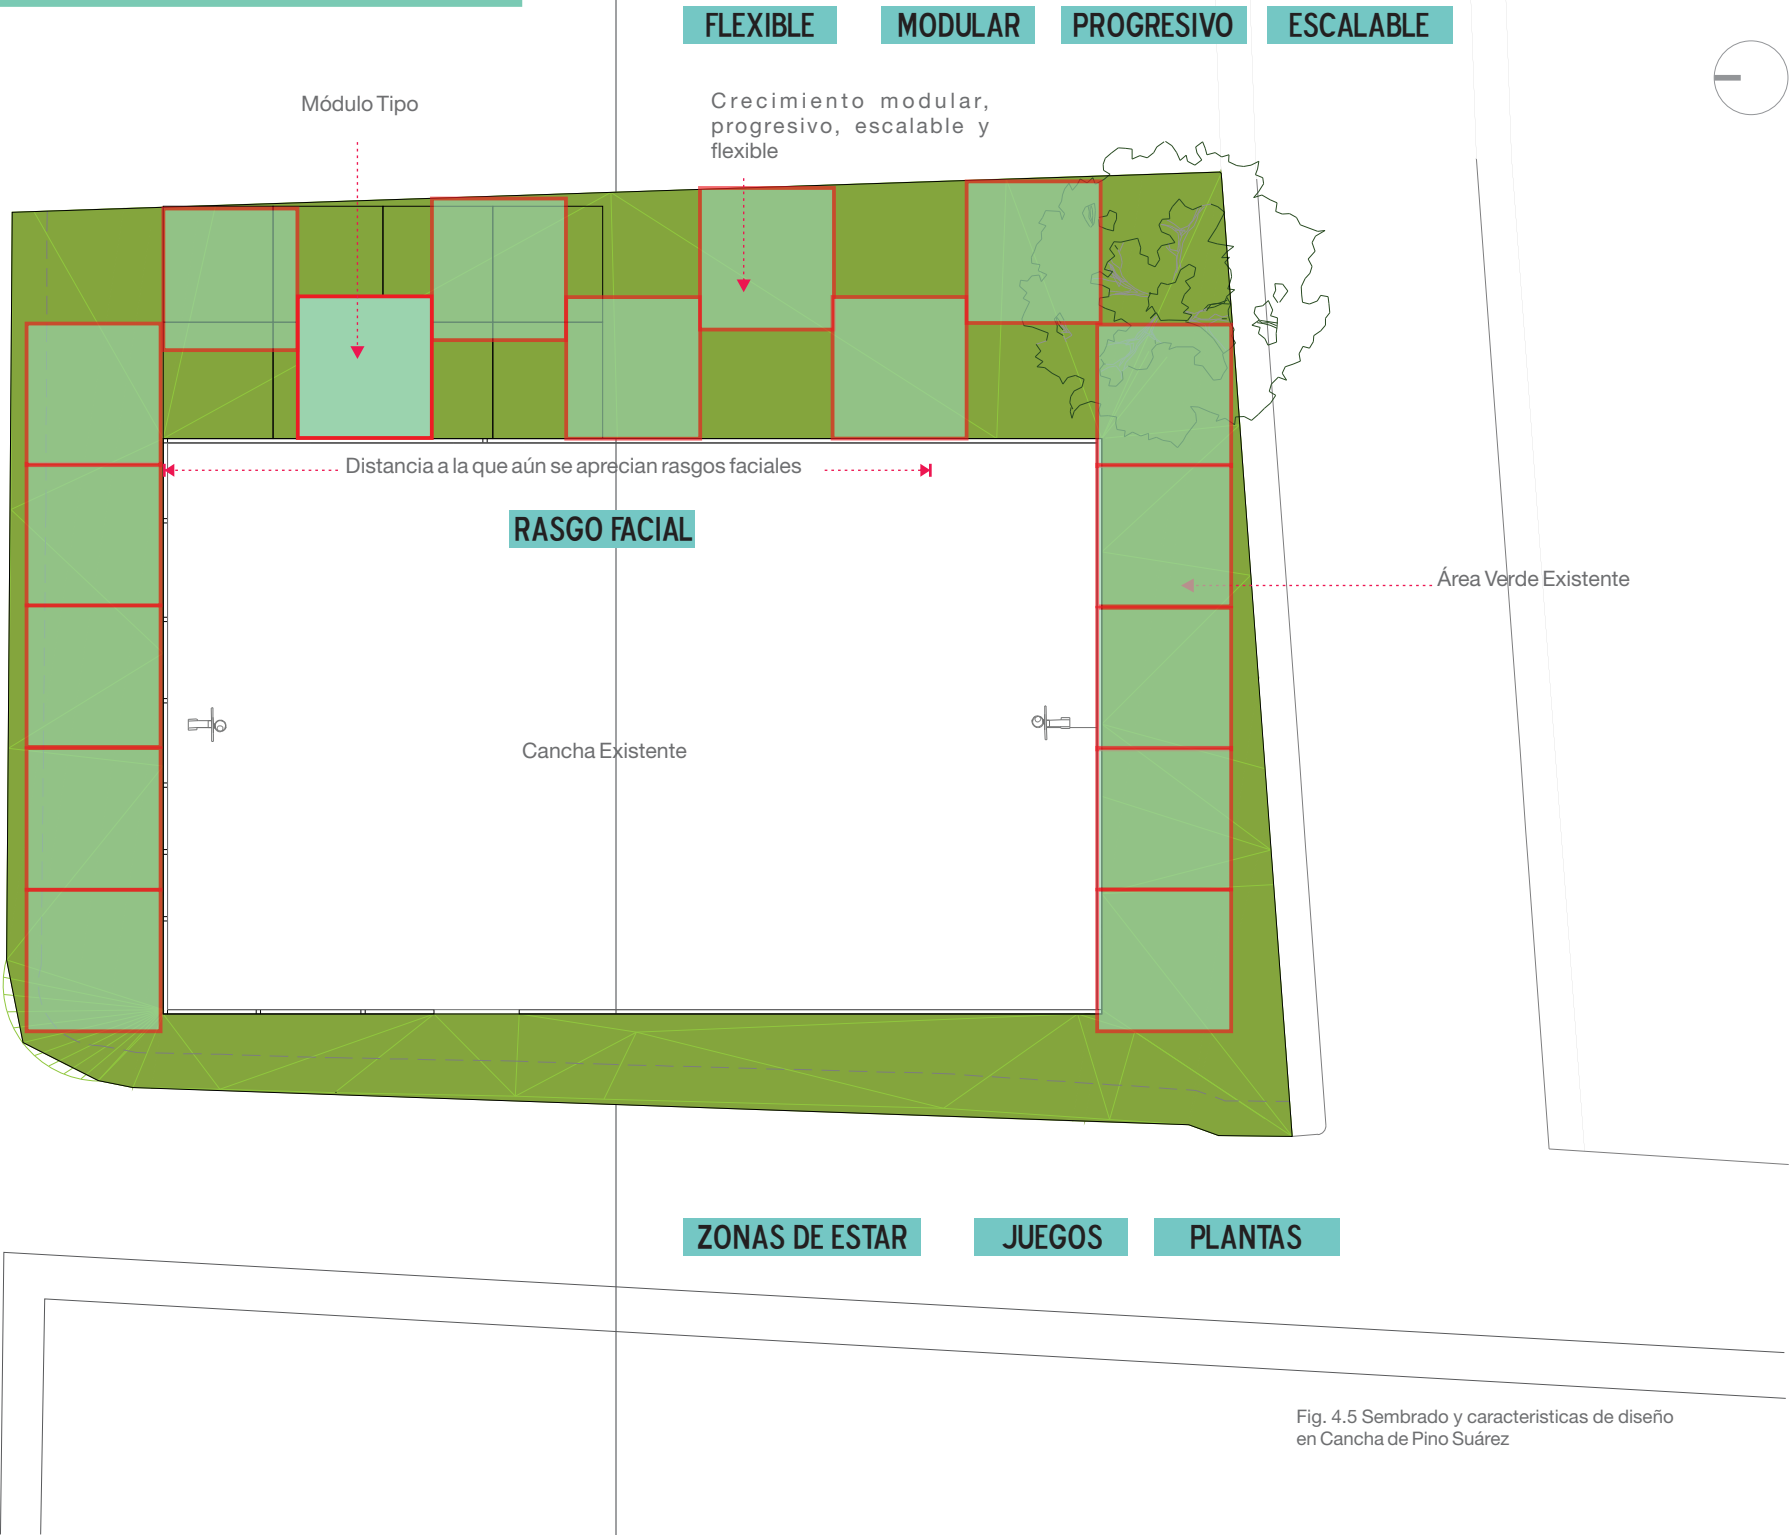 FLEXIBLE MODULAR PROGRESIVO ESCALABLE
Módulo Tipo
Crecimiento modular,
progresivo, escalable y
flexible
Distancia a la que aún se aprecian rasgos faciales
RASGO FACIAL
Área Verde Existente
Cancha Existente
ZONAS DE ESTAR JUEGOS PLANTAS
Fig. 4.5 Sembrado y caracteristicas de diseño
en Cancha de Pino Suárez